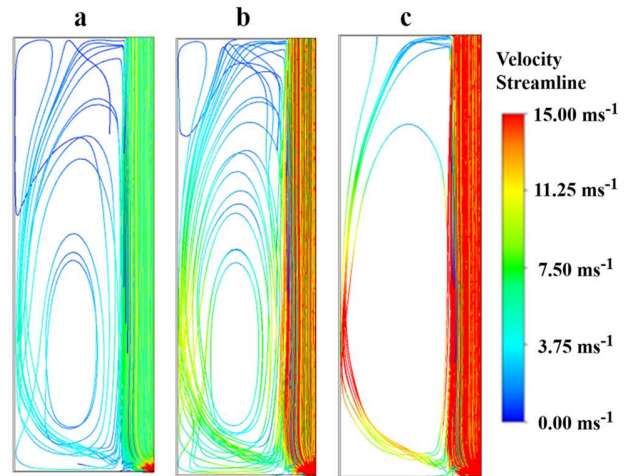 a b c
Velocity
Streamline
15.00 ms⁻¹
11.25 ms⁻¹
7.50 ms⁻¹
3.75 ms⁻¹
0.00 ms⁻¹